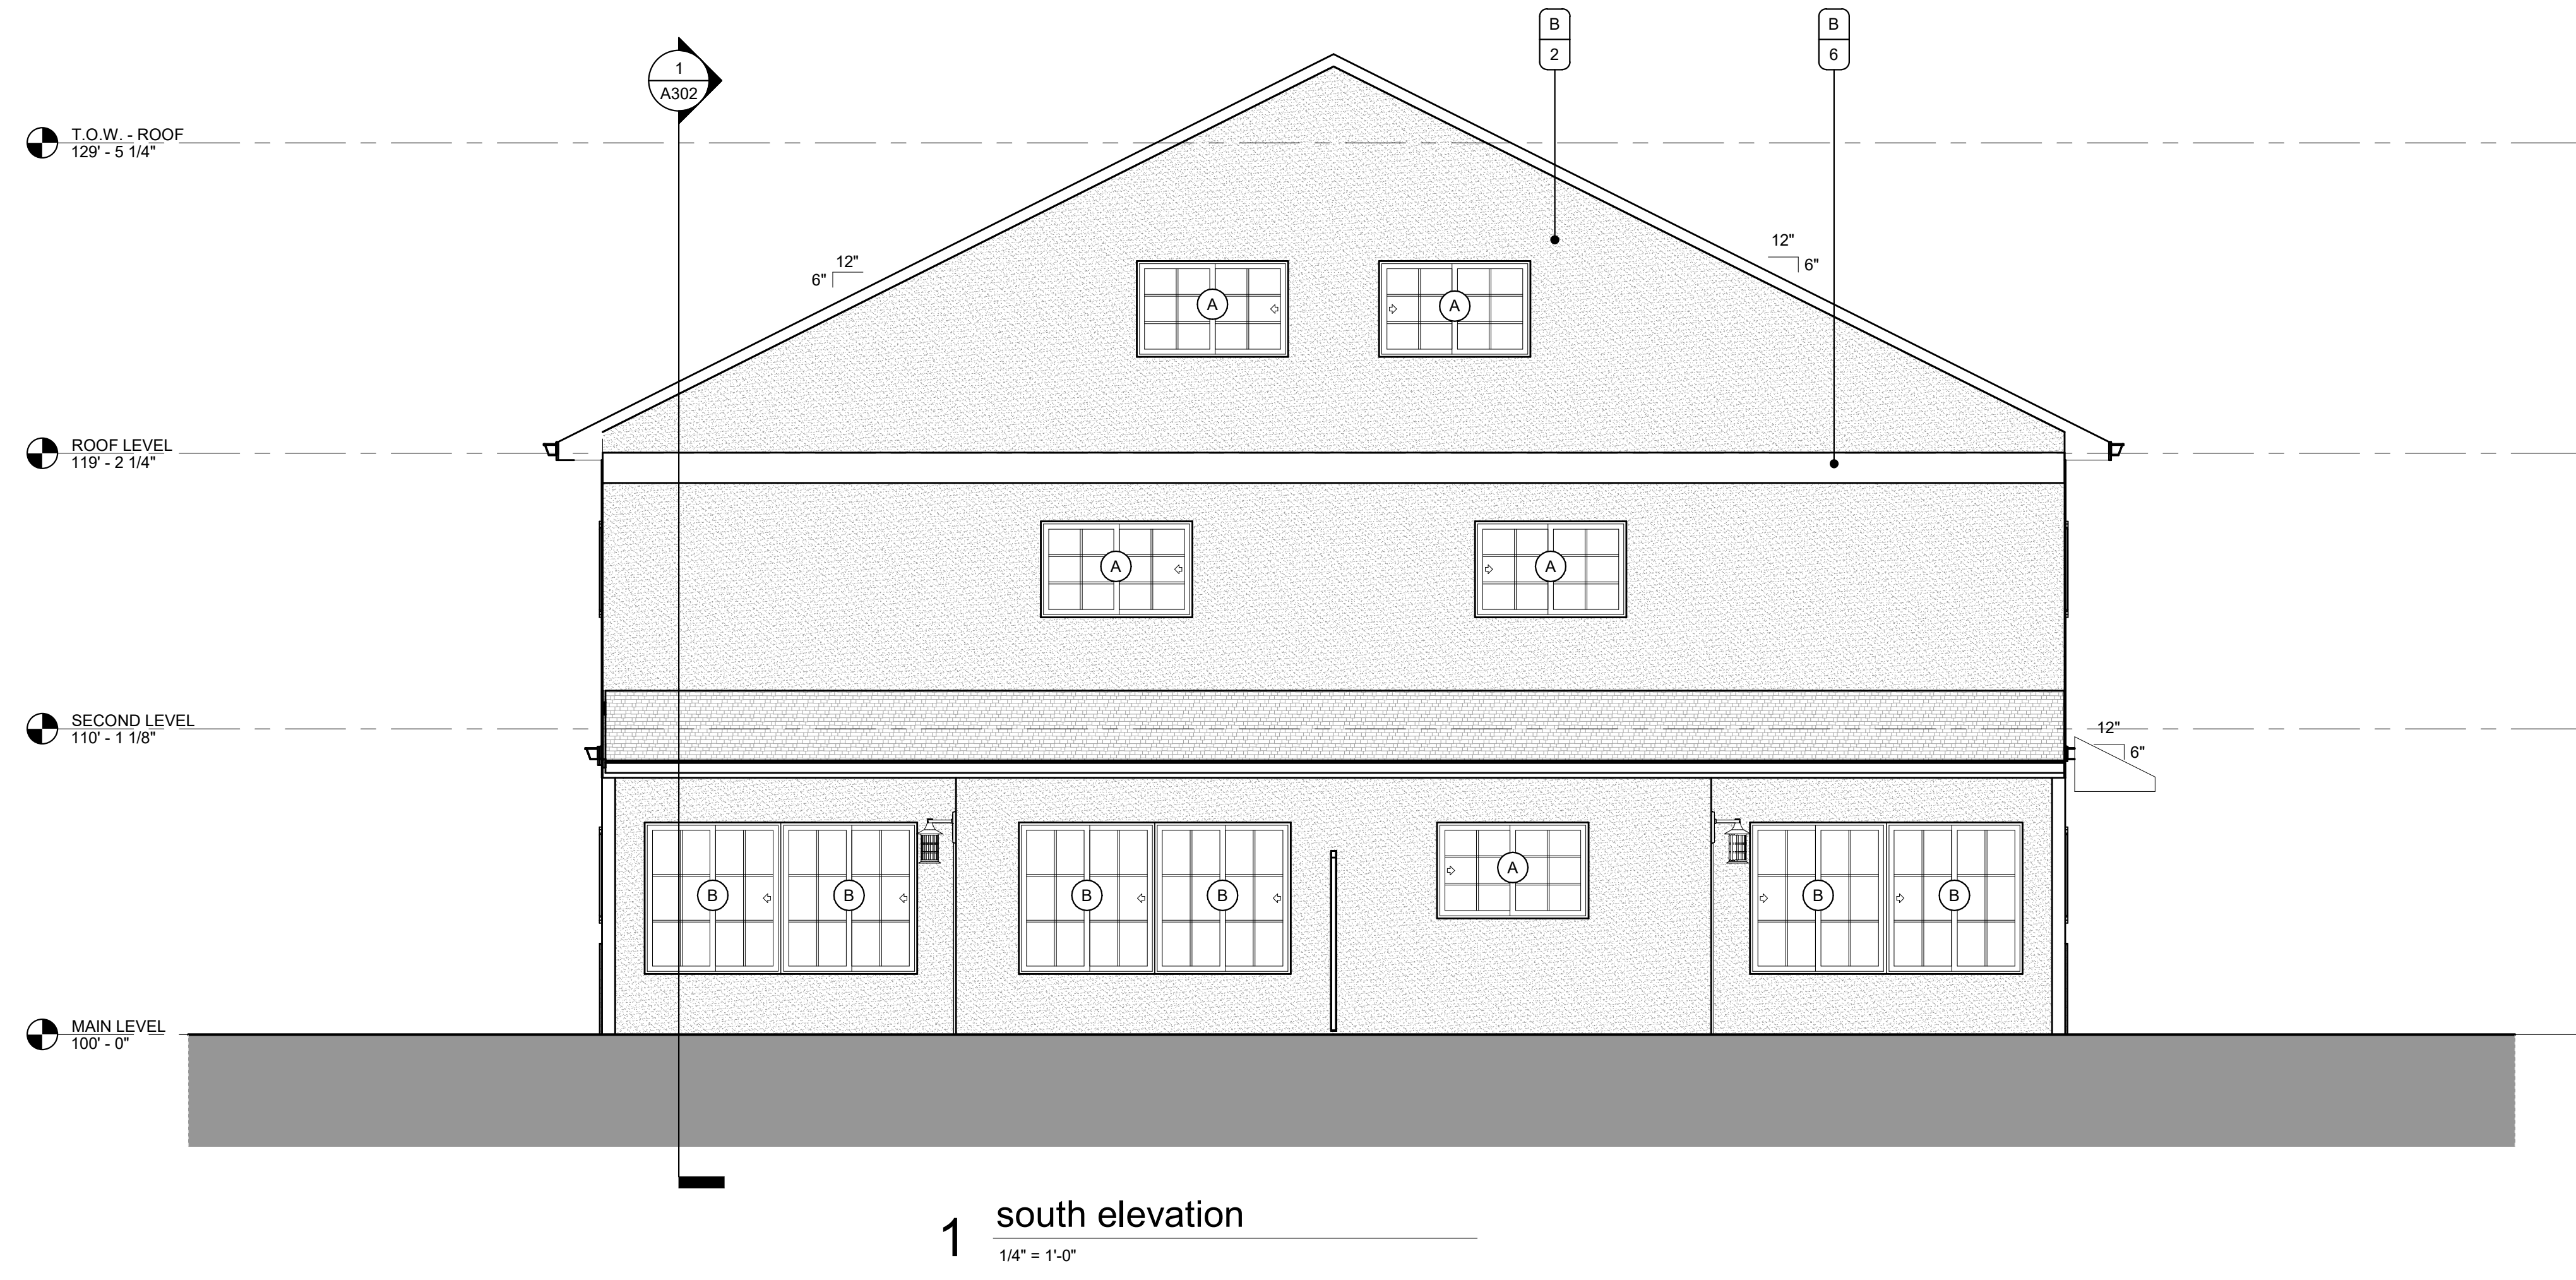 B
2
B
6
1
A302
T.O.W. - ROOF
129' - 5 1/4"
12"
6"
12"
6"
A
A
ROOF LEVEL
119' - 2 1/4"
A
A
SECOND LEVEL
110' - 1 1/8"
12"
6"
B
B
B
B
A
B
B
MAIN LEVEL
100' - 0"
1
south elevation
1/4" = 1'-0"